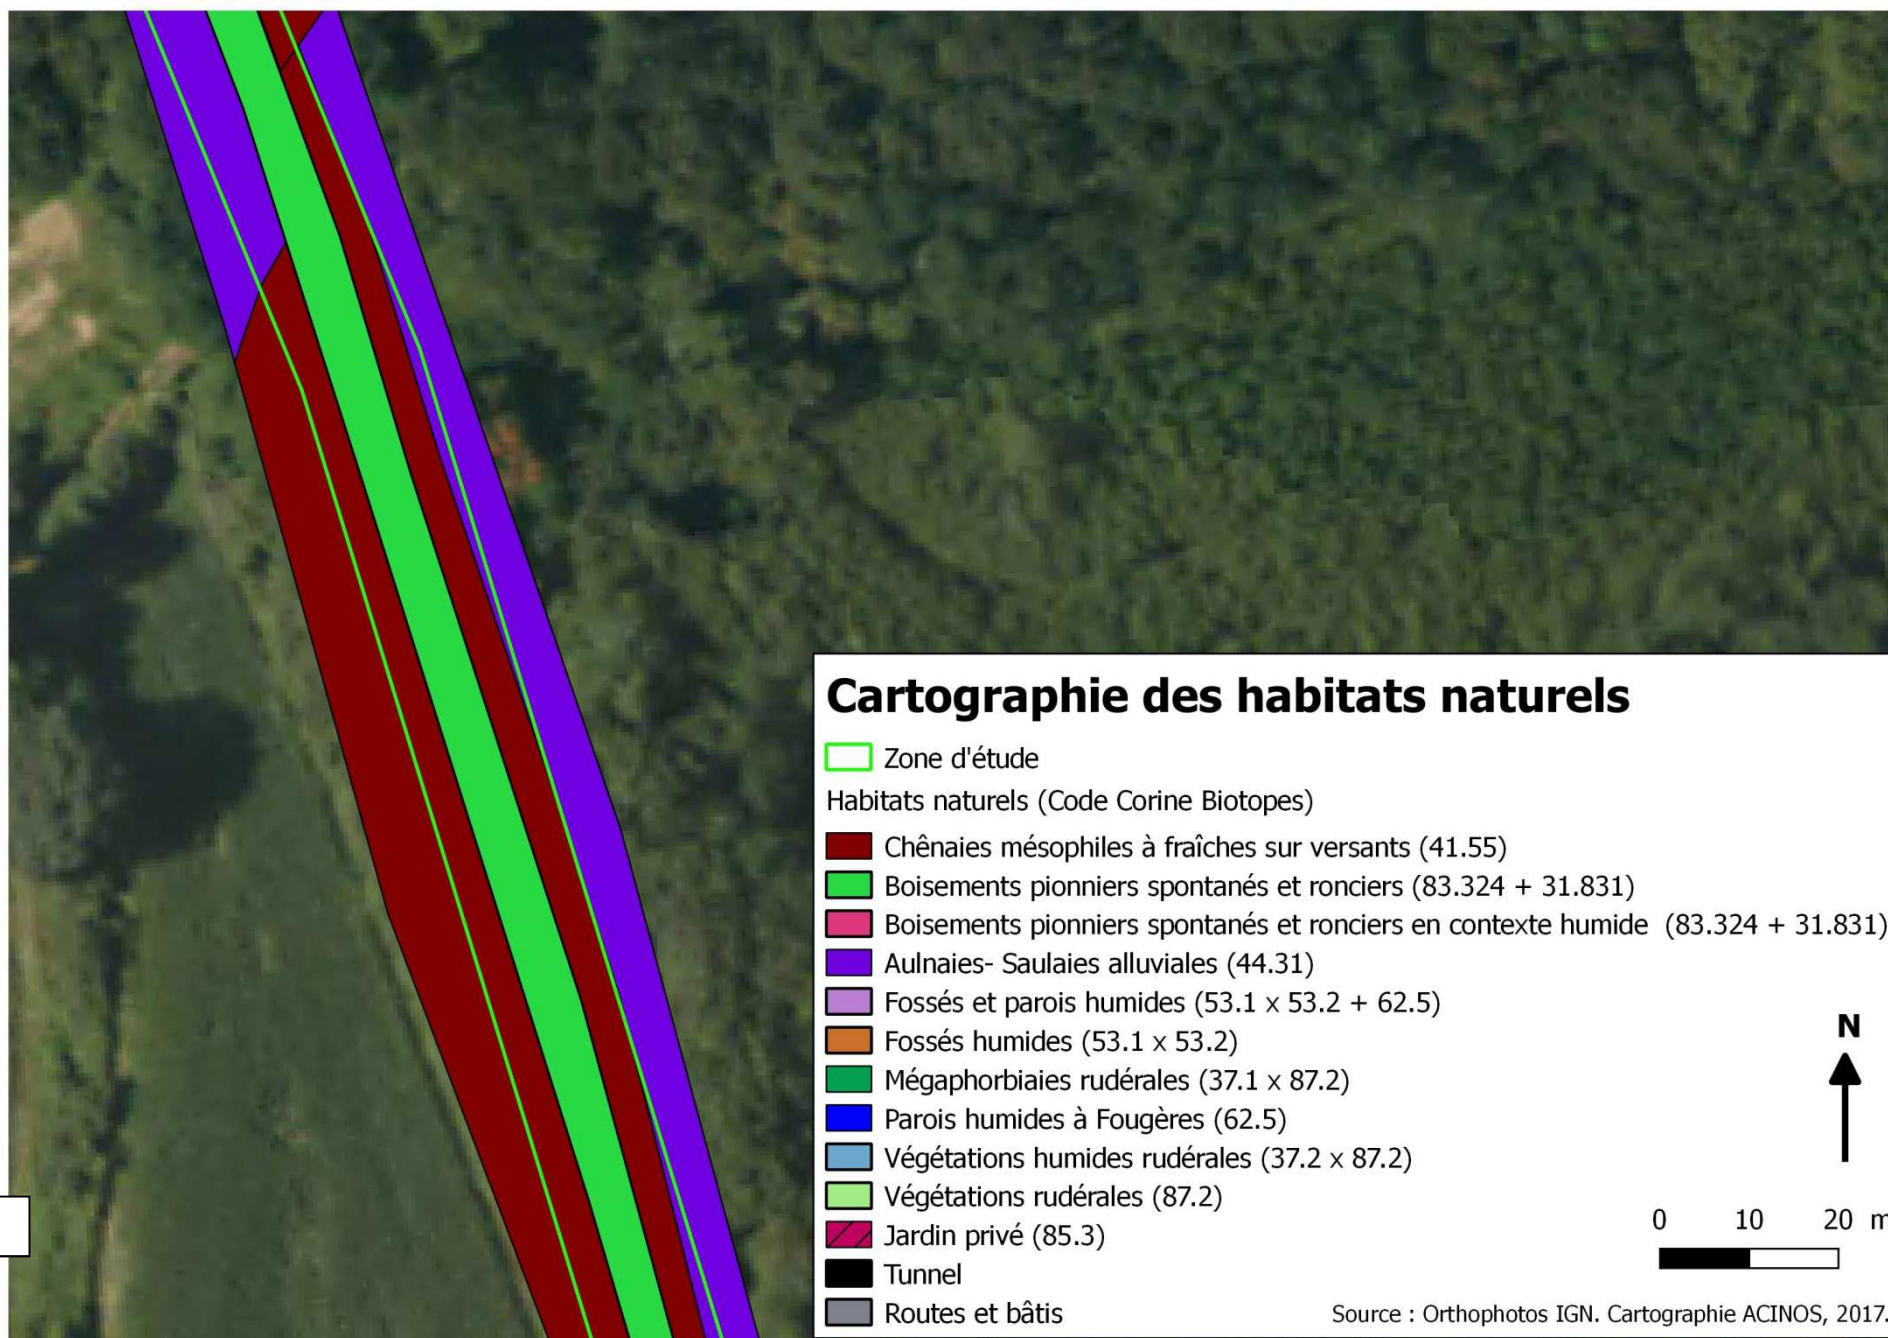 Cartographie des habitats naturels
Zone d'étude
Habitats naturels (Code Corine Biotopes)
Chênaies mésophiles à fraîches sur versants (41.55)
Boisements pionniers spontanés et ronciers (83.324 + 31.831)
Boisements pionniers spontanés et ronciers en contexte humide (83.324 + 31.831)
Aulnaies- Saulaies alluviales (44.31)
Fossés et parois humides (53.1 x 53.2 + 62.5)
Fossés humides (53.1 x 53.2)
Mégaphorbiaies rudérales (37.1 x 87.2)
Parois humides à Fougères (62.5)
Végétations humides rudérales (37.2 x 87.2)
Végétations rudérales (87.2)
Jardin privé (85.3)
Tunnel
Routes et bâtis
N
0 10 20 m
Source : Orthophotos IGN. Cartographie ACINOS, 2017.